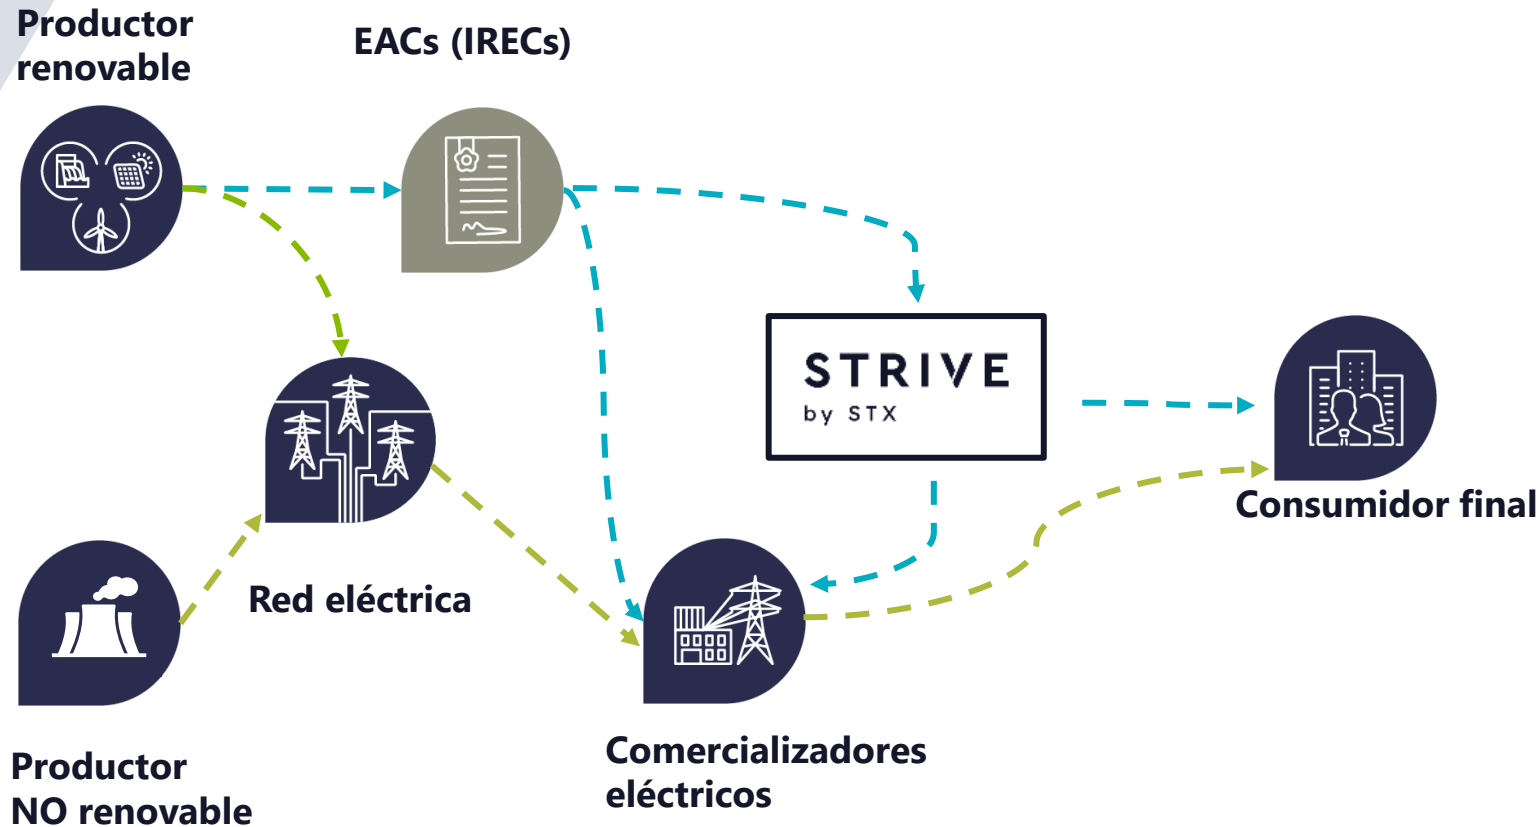 Productor
renovable
EACs (IRECs)
STRIVE
by STX
Consumidor final
Red eléctrica
Comercializadores
eléctricos
Productor
NO renovable